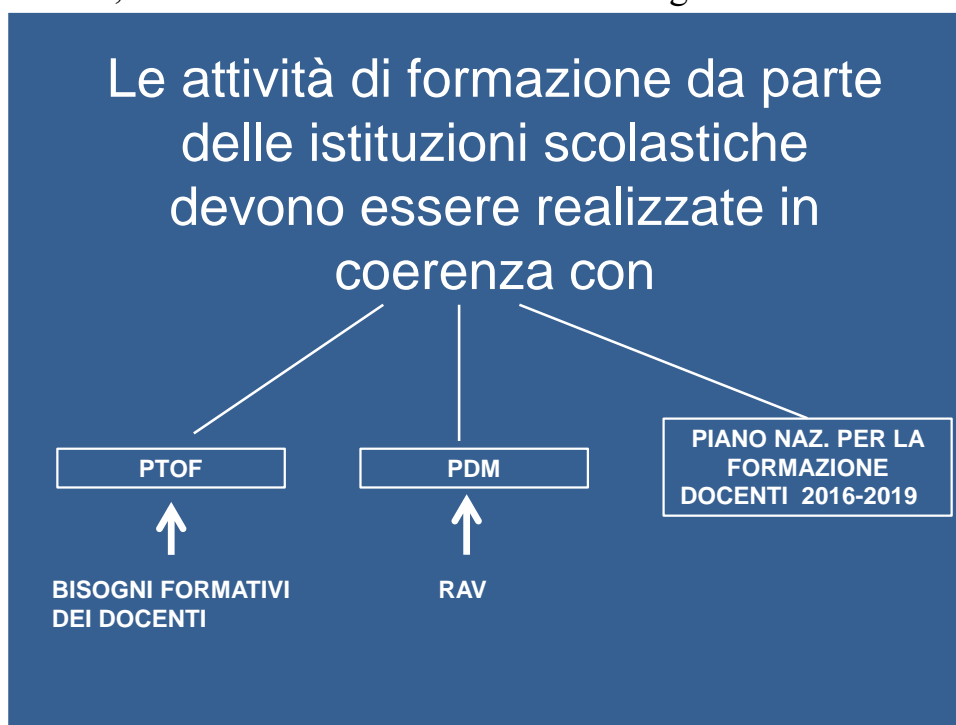 Le attività di formazione da parte
delle istituzioni scolastiche
devono essere realizzate in
coerenza con
PTOF
PDM
PIANO NAZ. PER LA
FORMAZIONE
DOCENTI 2016-2019
BISOGNI FORMATIVI
DEI DOCENTI
RAV